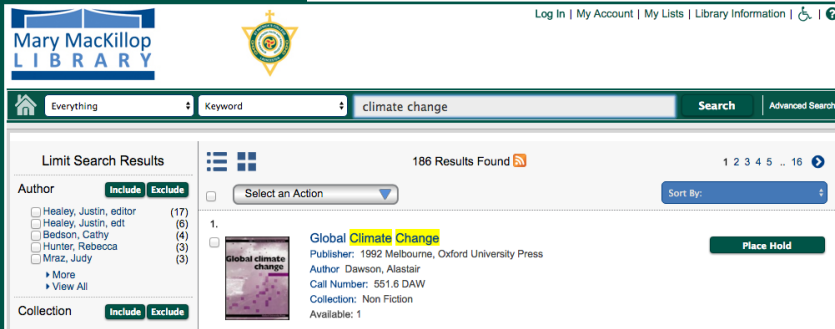 Log In | My Account | My Lists | Library Information |
Mary MacKillop
LIBRARY
Everything
Keyword
climate change
Search
Advanced Search
Limit Search Results
186 Results Found
1 2 3 4 5 .. 16
Author
Include
Exclude
Select an Action
Sort By:
Healey, Justin, editor (17)
Healey, Justin, edt (6)
Bedson, Cathy (4)
Hunter, Rebecca (3)
Mraz, Judy (3)
More
View All
Collection
Include
Exclude
1.
Global climate
change
Global Climate Change
Publisher: 1992 Melbourne, Oxford University Press
Author Dawson, Alastair
Call Number: 551.6 DAW
Collection: Non Fiction
Available: 1
Place Hold